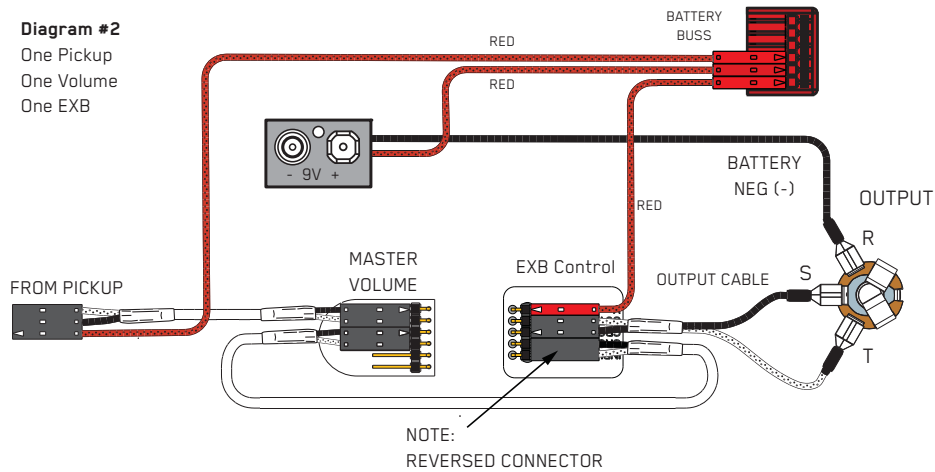 Diagram #2
One Pickup
One Volume
One EXB
BATTERY
BUSS
RED
RED
- 9V +
BATTERY
NEG (-)
OUTPUT
RED
R
MASTER
VOLUME
EXB Control
S
OUTPUT CABLE
FROM PICKUP
T
NOTE:
REVERSED CONNECTOR